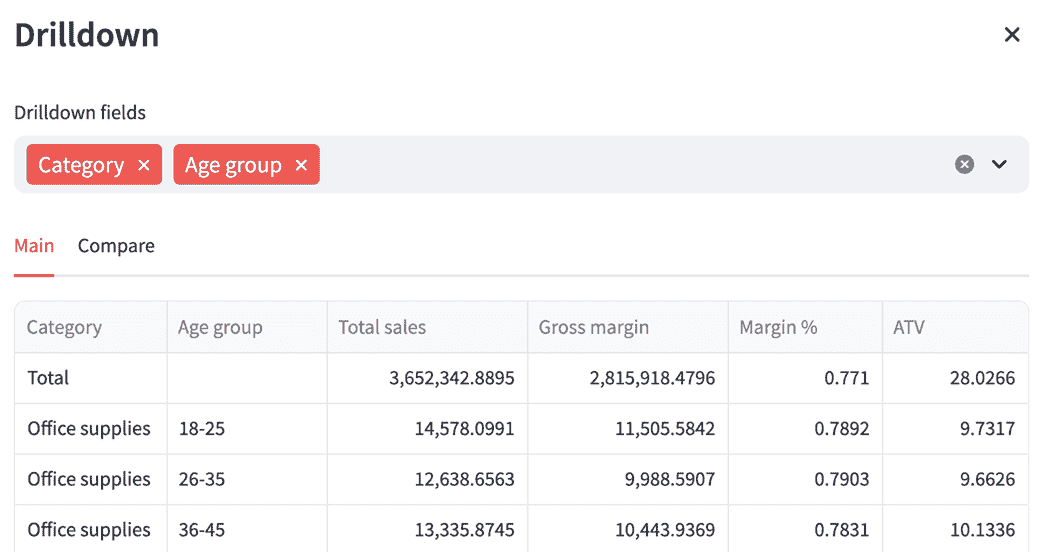 Drilldown
Drilldown fields
Category Age group
Main Compare
Category Age group Total sales Gross margin Margin % ATV
Total 3,652,342.8895 2,815,918.4796 0.771 28.0266
Office supplies 18-25 14,578.0991 11,505.5842 0.7892 9.7317
Office supplies 26-35 12,638.6563 9,988.5907 0.7903 9.6626
Office supplies 36-45 13,335.8745 10,443.9369 0.7831 10.1336